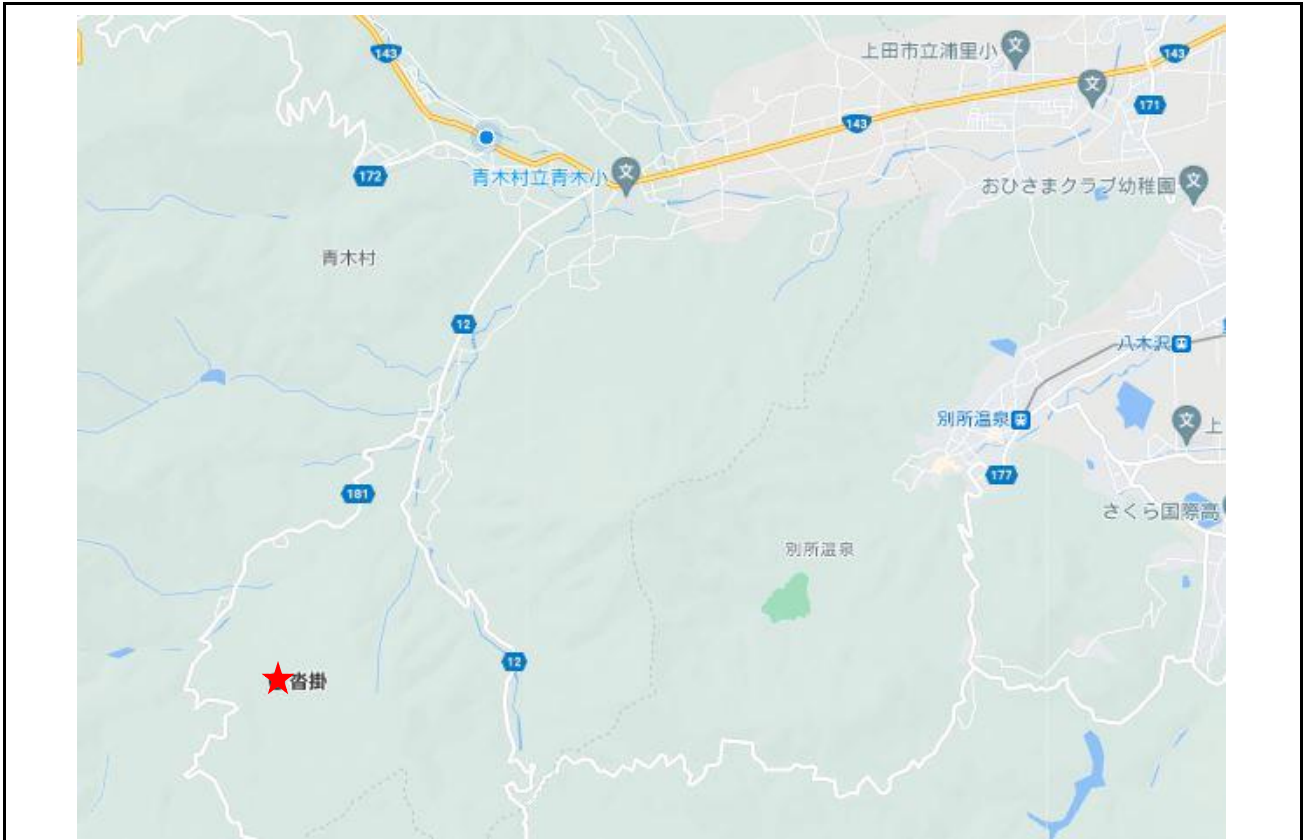 143
上田市立浦里小
143
171
143
172
青木村立青木小
おひさまクラブ幼稚園
青木村
12
八木沢
別所温泉
上
177
181
さくら国際高
別所温泉
12
沓掛